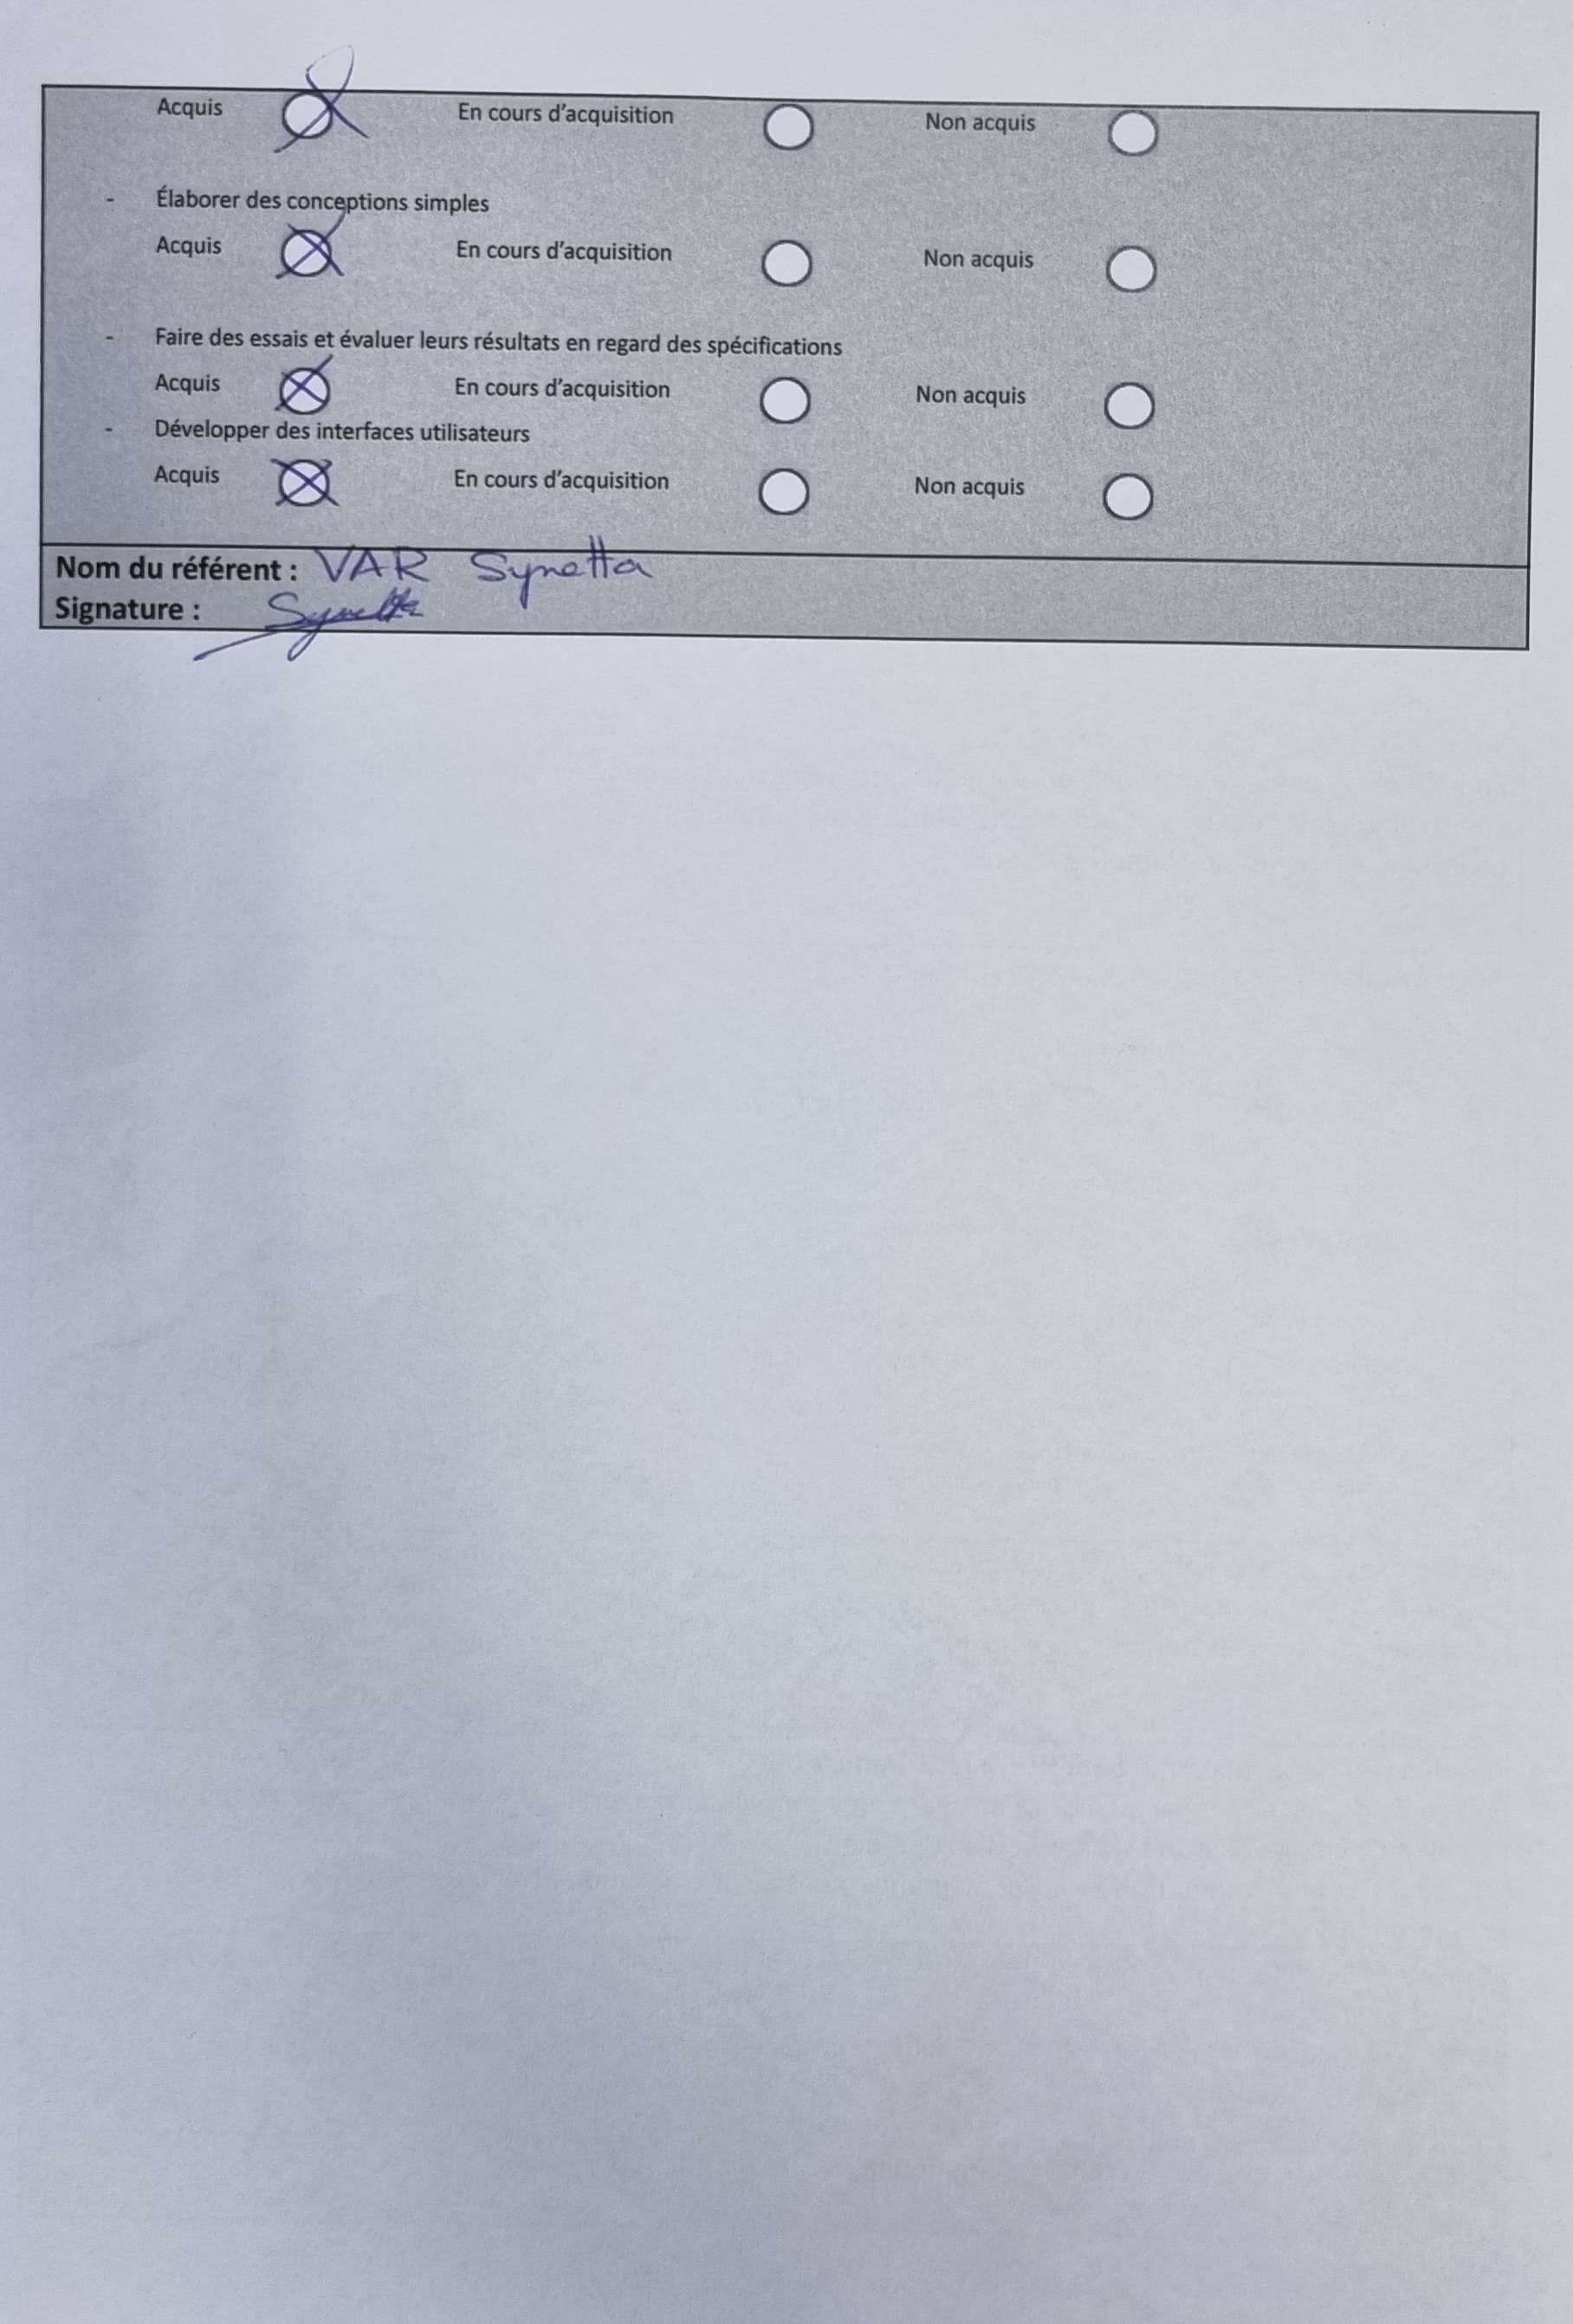 Acquis En cours d'acquisition Non acquis
- Élaborer des conceptions simples
Acquis En cours d'acquisition Non acquis
- Faire des essais et évaluer leurs résultats en regard des spécifications
Acquis En cours d'acquisition Non acquis
- Développer des interfaces utilisateurs
Acquis En cours d'acquisition Non acquis
Nom du référent : VAR Synetta
Signature :